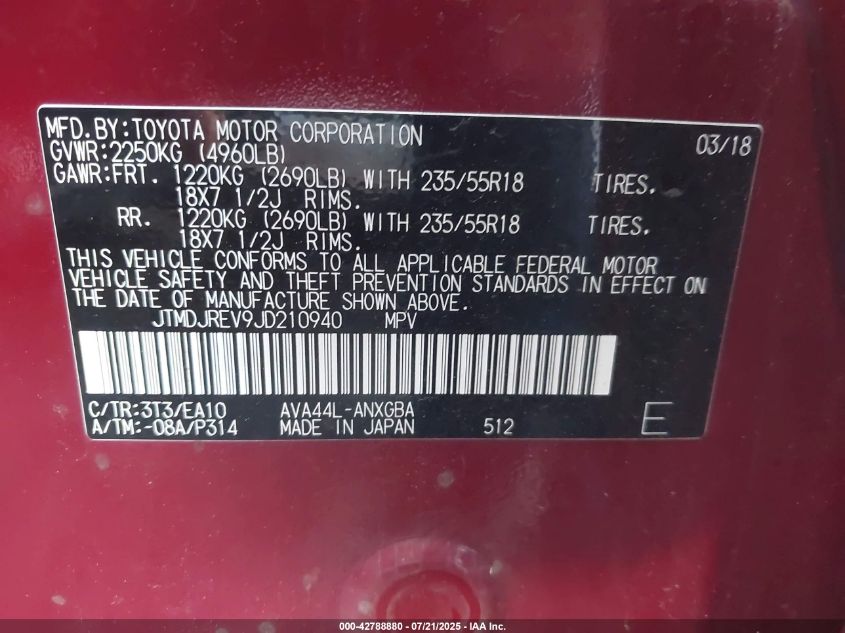 MFD.BY:TOYOTA MOTOR CORPORATION 03/18
GVWR:2250KG (4960LB)
GAWR:FRT. 1220KG (2690LB) WITH 235/55R18 TIRES.
18X7 1/2J RIMS.
RR. 1220KG (2690LB) WITH 235/55R18 TIRES.
18X7 1/2J RIMS.
THIS VEHICLE CONFORMS TO ALL APPLICABLE FEDERAL MOTOR
VEHICLE SAFETY AND THEFT PREVENTION STANDARDS IN EFFECT ON
THE DATE OF MANUFACTURE SHOWN ABOVE.
JTMDJREV9JD210940 MPV
C/TR:3T3/EA10 AVA44L-ANXGBA
A/TM:-08A/P314 MADE IN JAPAN 512 E
000-42788880 - 07/21/2025 - IAA Inc.